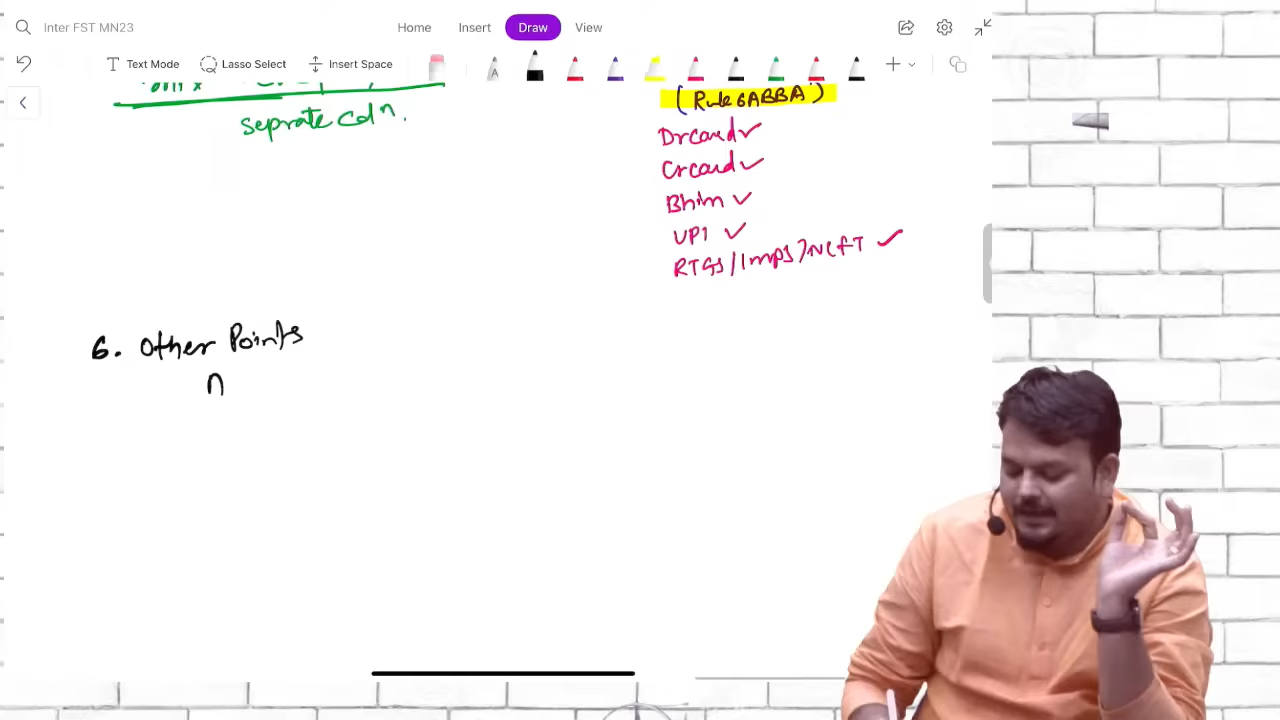 Inter FST MN23
Home Insert Draw View
Text Mode Lasso Select Insert Space
seprate cdn.
(Rule 6ABBA)
Drcard ✓
Crcard ✓
Bhim ✓
UPI ✓
RTGS/Imps/NEFT ✓
6. Other Points
n